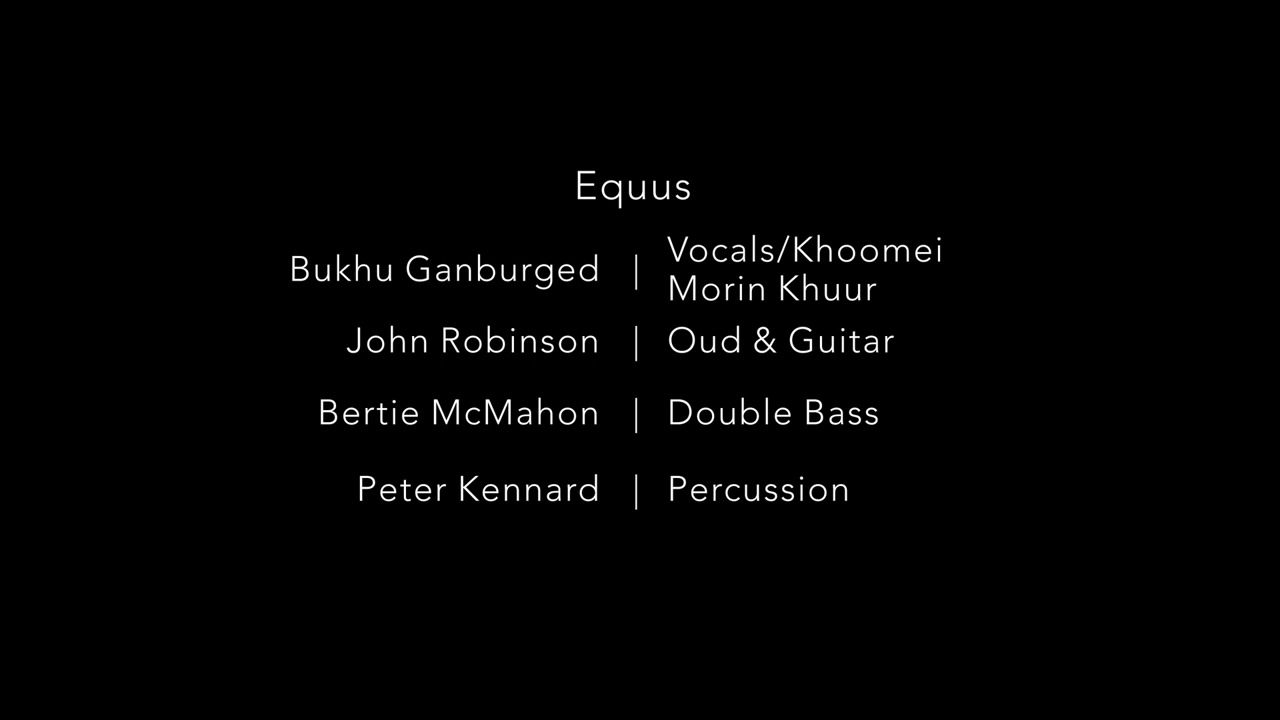 Equus
Bukhu Ganburged | Vocals/Khoomei
Morin Khuur
John Robinson | Oud & Guitar
Bertie McMahon | Double Bass
Peter Kennard | Percussion